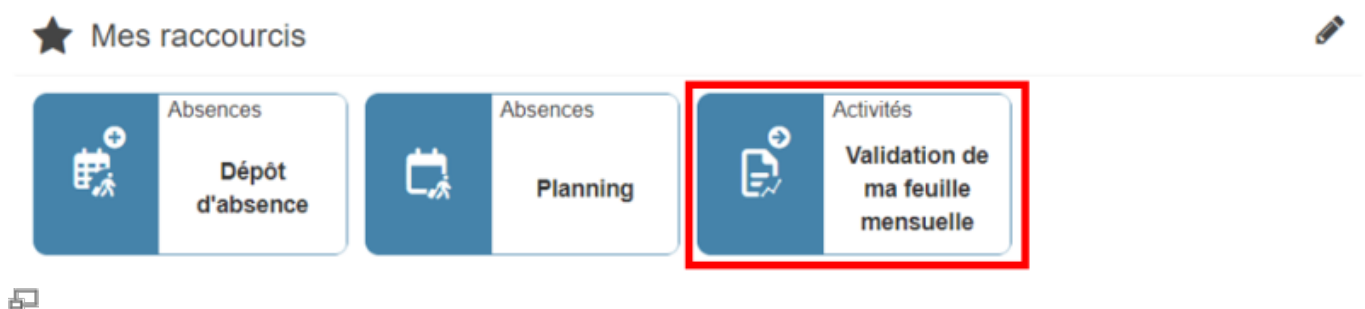 Mes raccourcis
Absences
Dépôt
d'absence
Absences
Planning
Activités
Validation de
ma feuille
mensuelle